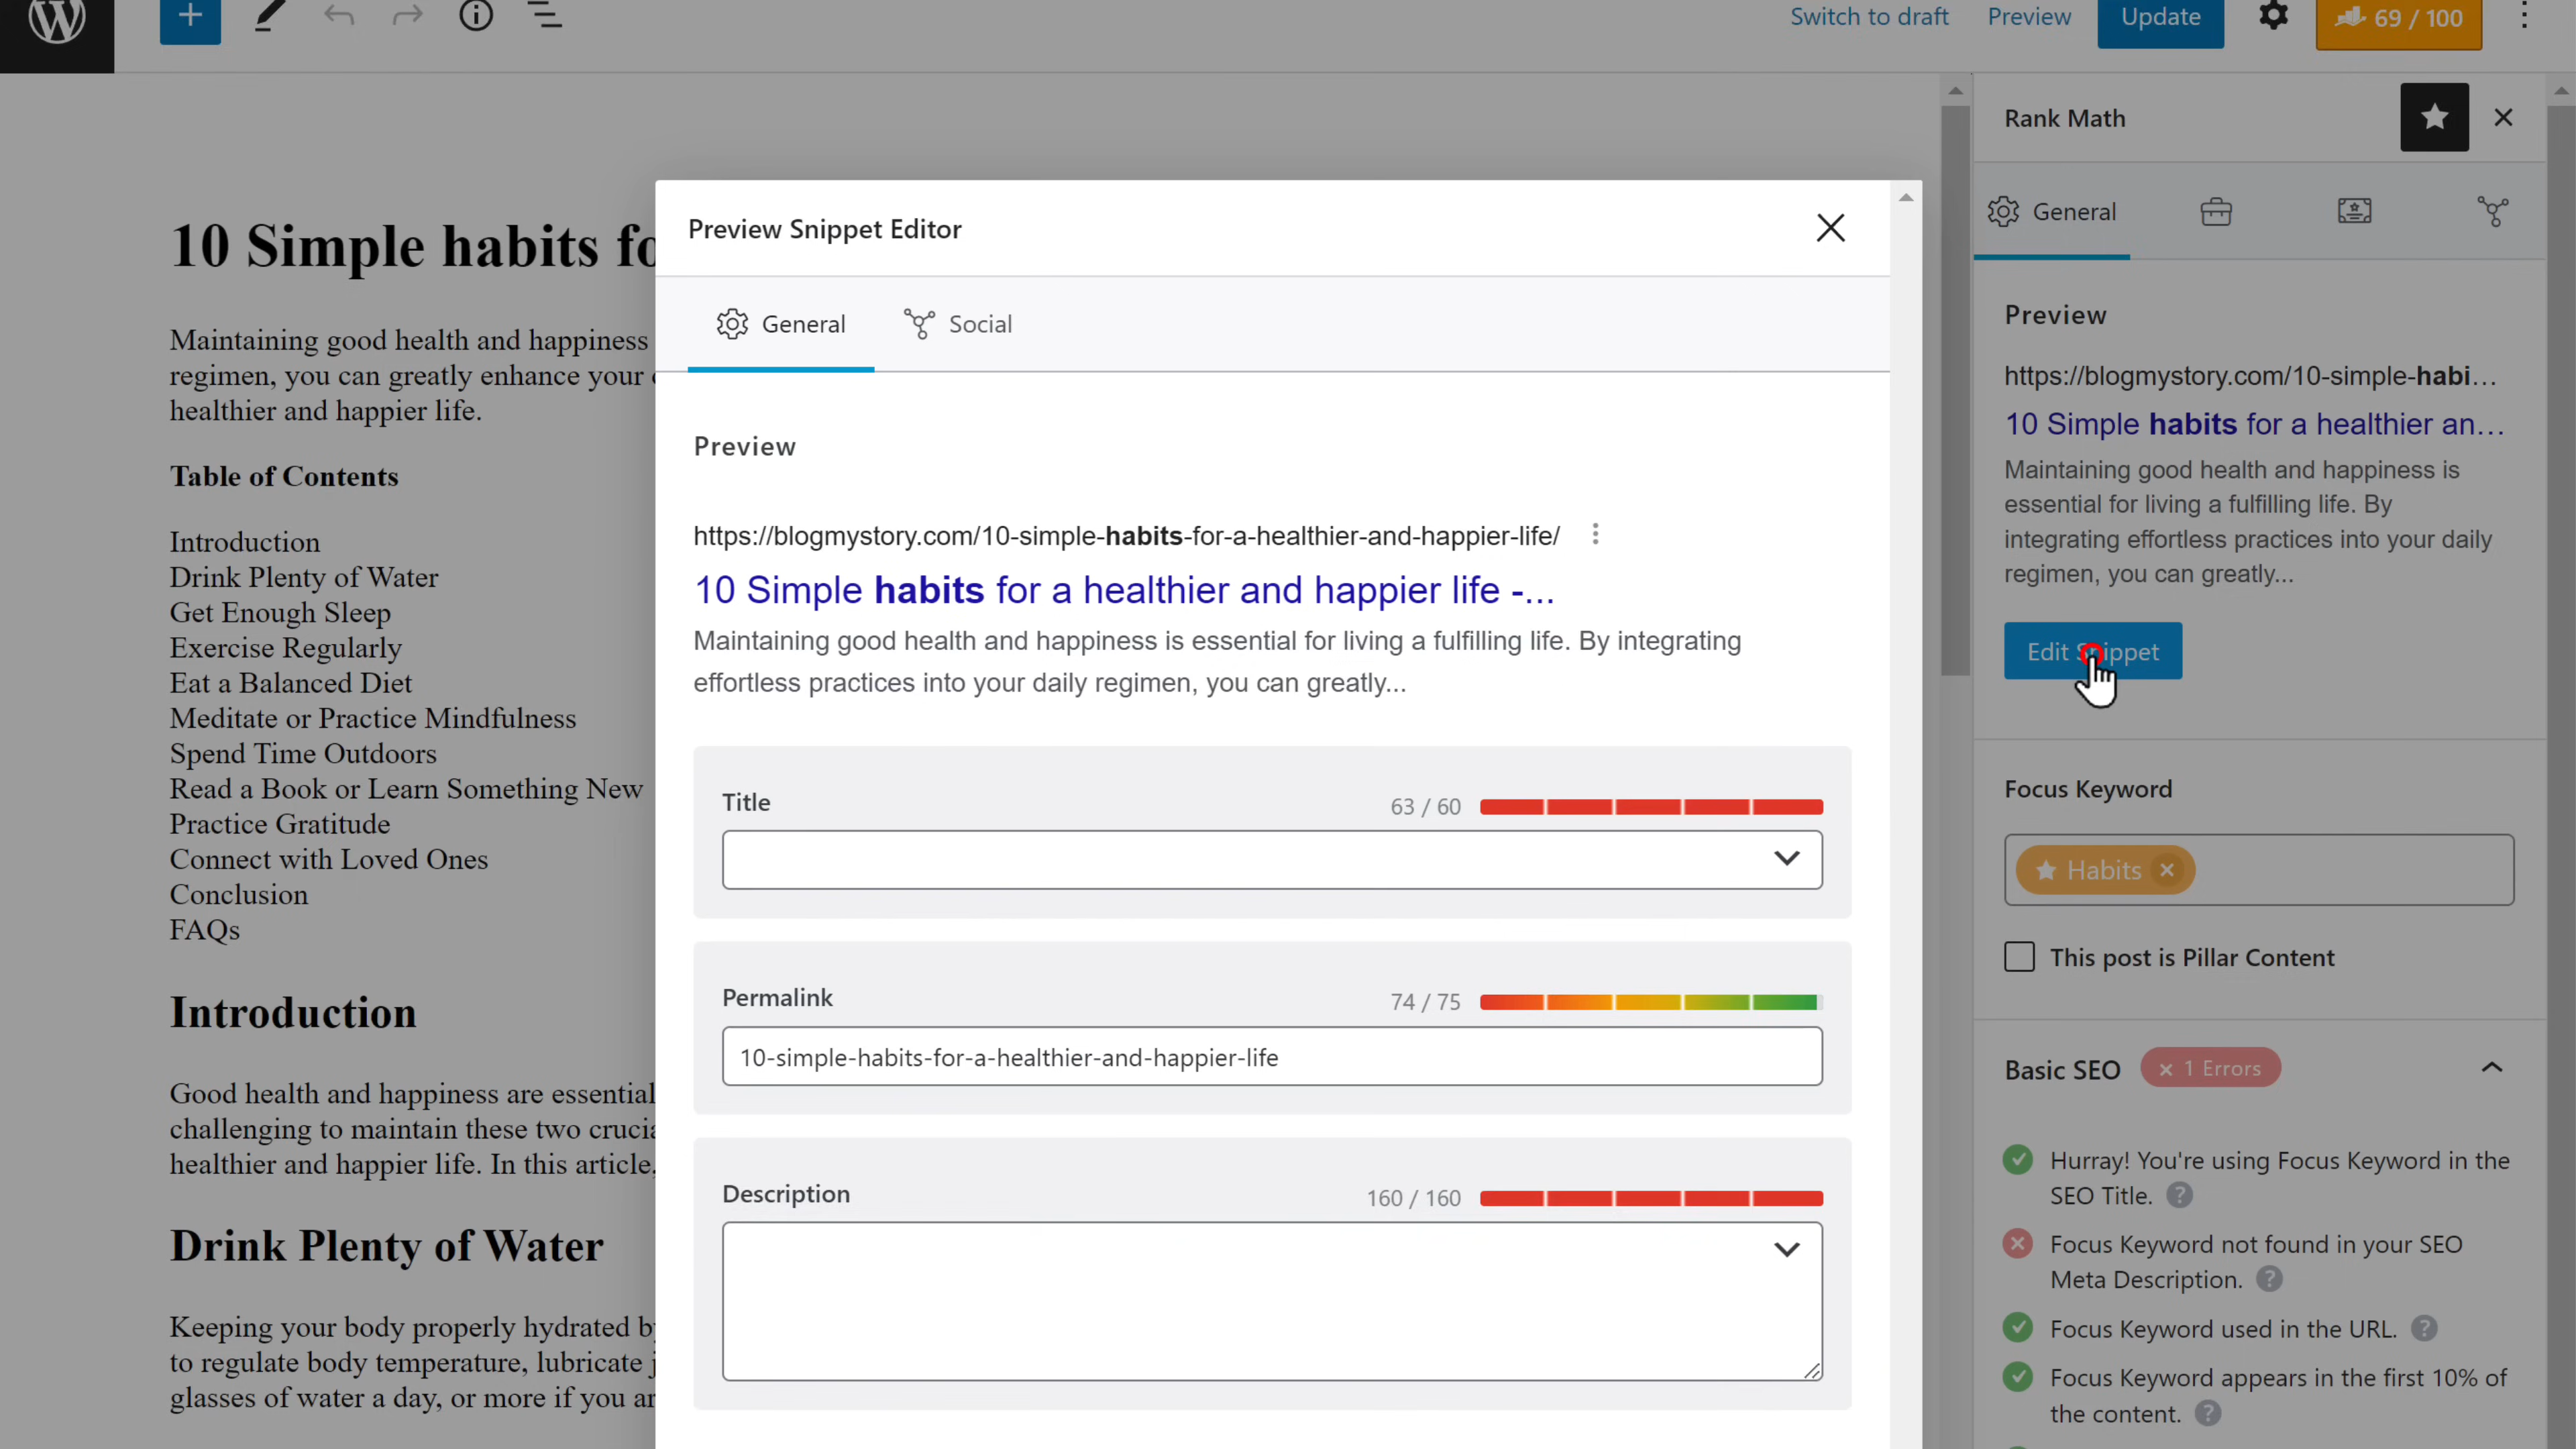 Switch to draft
Preview
Update
69 / 100
10 Simple habits fo
Maintaining good health and happiness
regimen, you can greatly enhance your
healthier and happier life.
Table of Contents
Introduction
Drink Plenty of Water
Get Enough Sleep
Exercise Regularly
Eat a Balanced Diet
Meditate or Practice Mindfulness
Spend Time Outdoors
Read a Book or Learn Something New
Practice Gratitude
Connect with Loved Ones
Conclusion
FAQs
Introduction
Good health and happiness are essential
challenging to maintain these two crucia
healthier and happier life. In this article,
Drink Plenty of Water
Keeping your body properly hydrated by
to regulate body temperature, lubricate j
glasses of water a day, or more if you ar
Preview Snippet Editor
General
Social
Preview
https://blogmystory.com/10-simple-habits-for-a-healthier-and-happier-life/
10 Simple habits for a healthier and happier life -...
Maintaining good health and happiness is essential for living a fulfilling life. By integrating
effortless practices into your daily regimen, you can greatly...
Title
63 / 60
Permalink
74 / 75
10-simple-habits-for-a-healthier-and-happier-life
Description
160 / 160
Rank Math
General
Preview
https://blogmystory.com/10-simple-habi...
10 Simple habits for a healthier an...
Maintaining good health and happiness is
essential for living a fulfilling life. By
integrating effortless practices into your daily
regimen, you can greatly...
Edit Snippet
Focus Keyword
Habits
This post is Pillar Content
Basic SEO
1 Errors
Hurray! You're using Focus Keyword in the
SEO Title.
Focus Keyword not found in your SEO
Meta Description.
Focus Keyword used in the URL.
Focus Keyword appears in the first 10% of
the content.